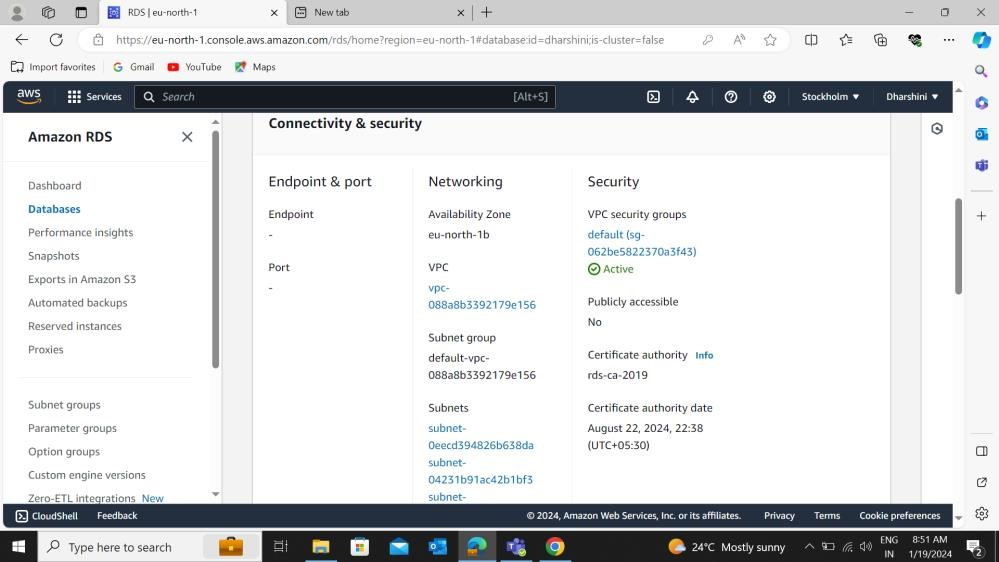 RDS | eu-north-1
New tab
https://eu-north-1.console.aws.amazon.com/rds/home?region=eu-north-1#database:id=dharshini;is-cluster=false
Import favorites
Gmail
YouTube
Maps
aws
Services
Search
[Alt+S]
Stockholm
Dharshini
Amazon RDS
Dashboard
Databases
Performance insights
Snapshots
Exports in Amazon S3
Automated backups
Reserved instances
Proxies
Subnet groups
Parameter groups
Option groups
Custom engine versions
Zero-ETL integrations New
Connectivity & security
Endpoint & port
Endpoint
-
Port
-
Networking
Availability Zone
eu-north-1b
VPC
vpc-
088a8b3392179e156
Subnet group
default-vpc-
088a8b3392179e156
Subnets
subnet-
0eecd394826b638da
subnet-
04231b91ac42b1bf3
subnet-
Security
VPC security groups
default (sg-
062be5822370a3f43)
Active
Publicly accessible
No
Certificate authority Info
rds-ca-2019
Certificate authority date
August 22, 2024, 22:38
(UTC+05:30)
CloudShell
Feedback
© 2024, Amazon Web Services, Inc. or its affiliates.
Privacy
Terms
Cookie preferences
Type here to search
24°C Mostly sunny
ENG
IN
8:51 AM
1/19/2024
2